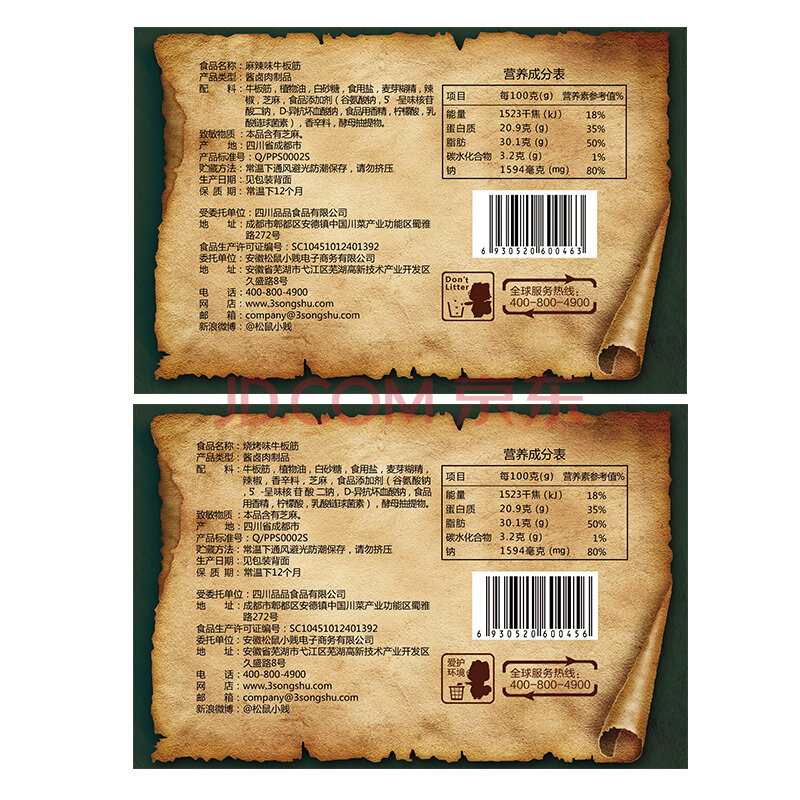 食品名称：麻辣味牛板筋
产品类型：酱卤肉制品
配 料：牛板筋，植物油，白砂糖，食用盐，麦芽糊精，辣
椒，芝麻，食品添加剂（谷氨酸钠，5′-呈味核苷
酸二钠，D-异抗坏血酸钠，食品用香精，柠檬酸，乳
酸链球菌素），香辛料，酵母抽提物。
致敏物质：本品含有芝麻。
产 地：四川省成都市
产品标准号：Q/PPS0002S
贮藏方法：常温下通风避光防潮保存，请勿挤压
生产日期：见包装背面
保 质 期：常温下12个月
受委托单位：四川品品食品有限公司
地 址：成都市郫都区安德镇中国川菜产业功能区蜀雅
路272号
食品生产许可证编号：SC10451012401392
委托单位：安徽松鼠小贱电子商务有限公司
地 址：安徽省芜湖市弋江区芜湖高新技术产业开发区
久盛路8号
电 话：400-800-4900
网 店：www.3songshu.com
邮 箱：company@3songshu.com
新浪微博：@松鼠小贱
营养成分表
项目 每100克(g) 营养素参考值%
能量 1523千焦 (kJ) 18%
蛋白质 20.9克 (g) 35%
脂肪 30.1克 (g) 50%
碳水化合物 3.2克 (g) 1%
钠 1594毫克 (mg) 80%
6 930520 600463
Don't
Litter
全球服务热线：
400-800-4900
JD.COM 京东
食品名称：烧烤味牛板筋
产品类型：酱卤肉制品
配 料：牛板筋，植物油，白砂糖，食用盐，麦芽糊精，
辣椒，香辛料，芝麻，食品添加剂（谷氨酸钠
，5′-呈味核苷酸二钠，D-异抗坏血酸钠，食品
用香精，柠檬酸，乳酸链球菌素），酵母抽提物。
致敏物质：本品含有芝麻。
产 地：四川省成都市
产品标准号：Q/PPS0002S
贮藏方法：常温下通风避光防潮保存，请勿挤压
生产日期：见包装背面
保 质 期：常温下12个月
受委托单位：四川品品食品有限公司
地 址：成都市郫都区安德镇中国川菜产业功能区蜀雅
路272号
食品生产许可证编号：SC10451012401392
委托单位：安徽松鼠小贱电子商务有限公司
地 址：安徽省芜湖市弋江区芜湖高新技术产业开发区
久盛路8号
电 话：400-800-4900
网 店：www.3songshu.com
邮 箱：company@3songshu.com
新浪微博：@松鼠小贱
营养成分表
项目 每100克(g) 营养素参考值%
能量 1523千焦 (kJ) 18%
蛋白质 20.9克 (g) 35%
脂肪 30.1克 (g) 50%
碳水化合物 3.2克 (g) 1%
钠 1594毫克 (mg) 80%
6 930520 600456
爱护
环境
全球服务热线：
400-800-4900